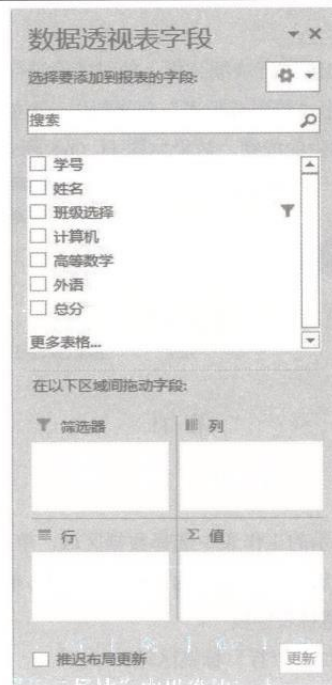 数据透视表字段
选择要添加到报表的字段:
搜索
学号
姓名
班级选择
计算机
高等数学
外语
总分
更多表格...
在以下区域间拖动字段:
筛选器
列
行
Σ 值
推迟布局更新
更新